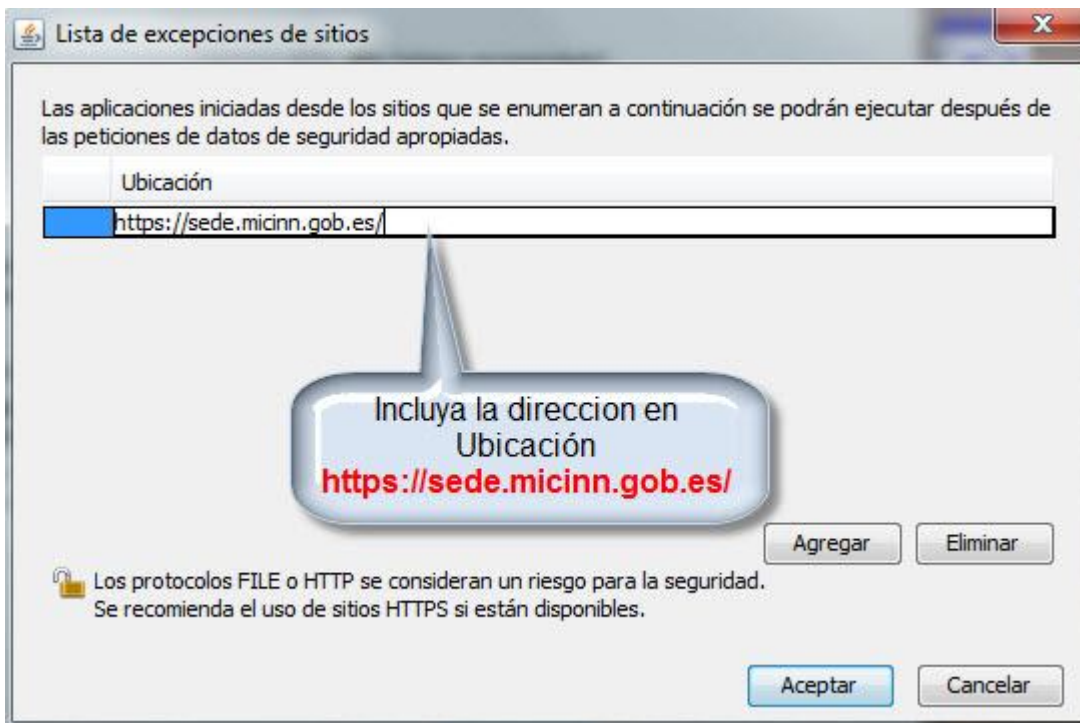 Lista de excepciones de sitios
Las aplicaciones iniciadas desde los sitios que se enumeran a continuación se podrán ejecutar después de
las peticiones de datos de seguridad apropiadas.
Ubicación
https://sede.micinn.gob.es/
Incluya la direccion en
Ubicación
https://sede.micinn.gob.es/
Agregar
Eliminar
Los protocolos FILE o HTTP se consideran un riesgo para la seguridad.
Se recomienda el uso de sitios HTTPS si están disponibles.
Aceptar
Cancelar